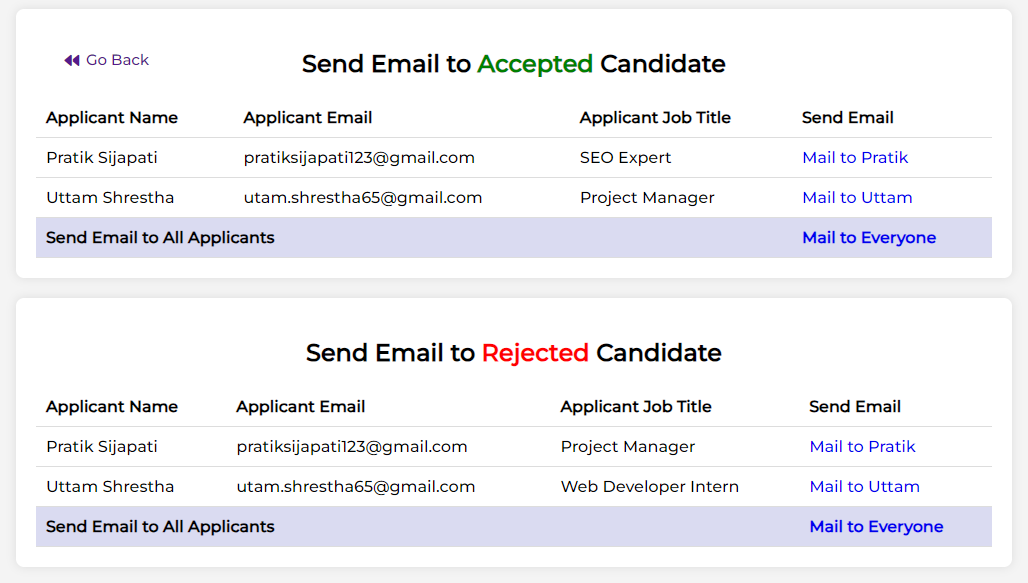 Go Back
Send Email to Accepted Candidate
Applicant Name Applicant Email Applicant Job Title Send Email
Pratik Sijapati pratiksijapati123@gmail.com SEO Expert Mail to Pratik
Uttam Shrestha utam.shrestha65@gmail.com Project Manager Mail to Uttam
Send Email to All Applicants Mail to Everyone
Send Email to Rejected Candidate
Applicant Name Applicant Email Applicant Job Title Send Email
Pratik Sijapati pratiksijapati123@gmail.com Project Manager Mail to Pratik
Uttam Shrestha utam.shrestha65@gmail.com Web Developer Intern Mail to Uttam
Send Email to All Applicants Mail to Everyone